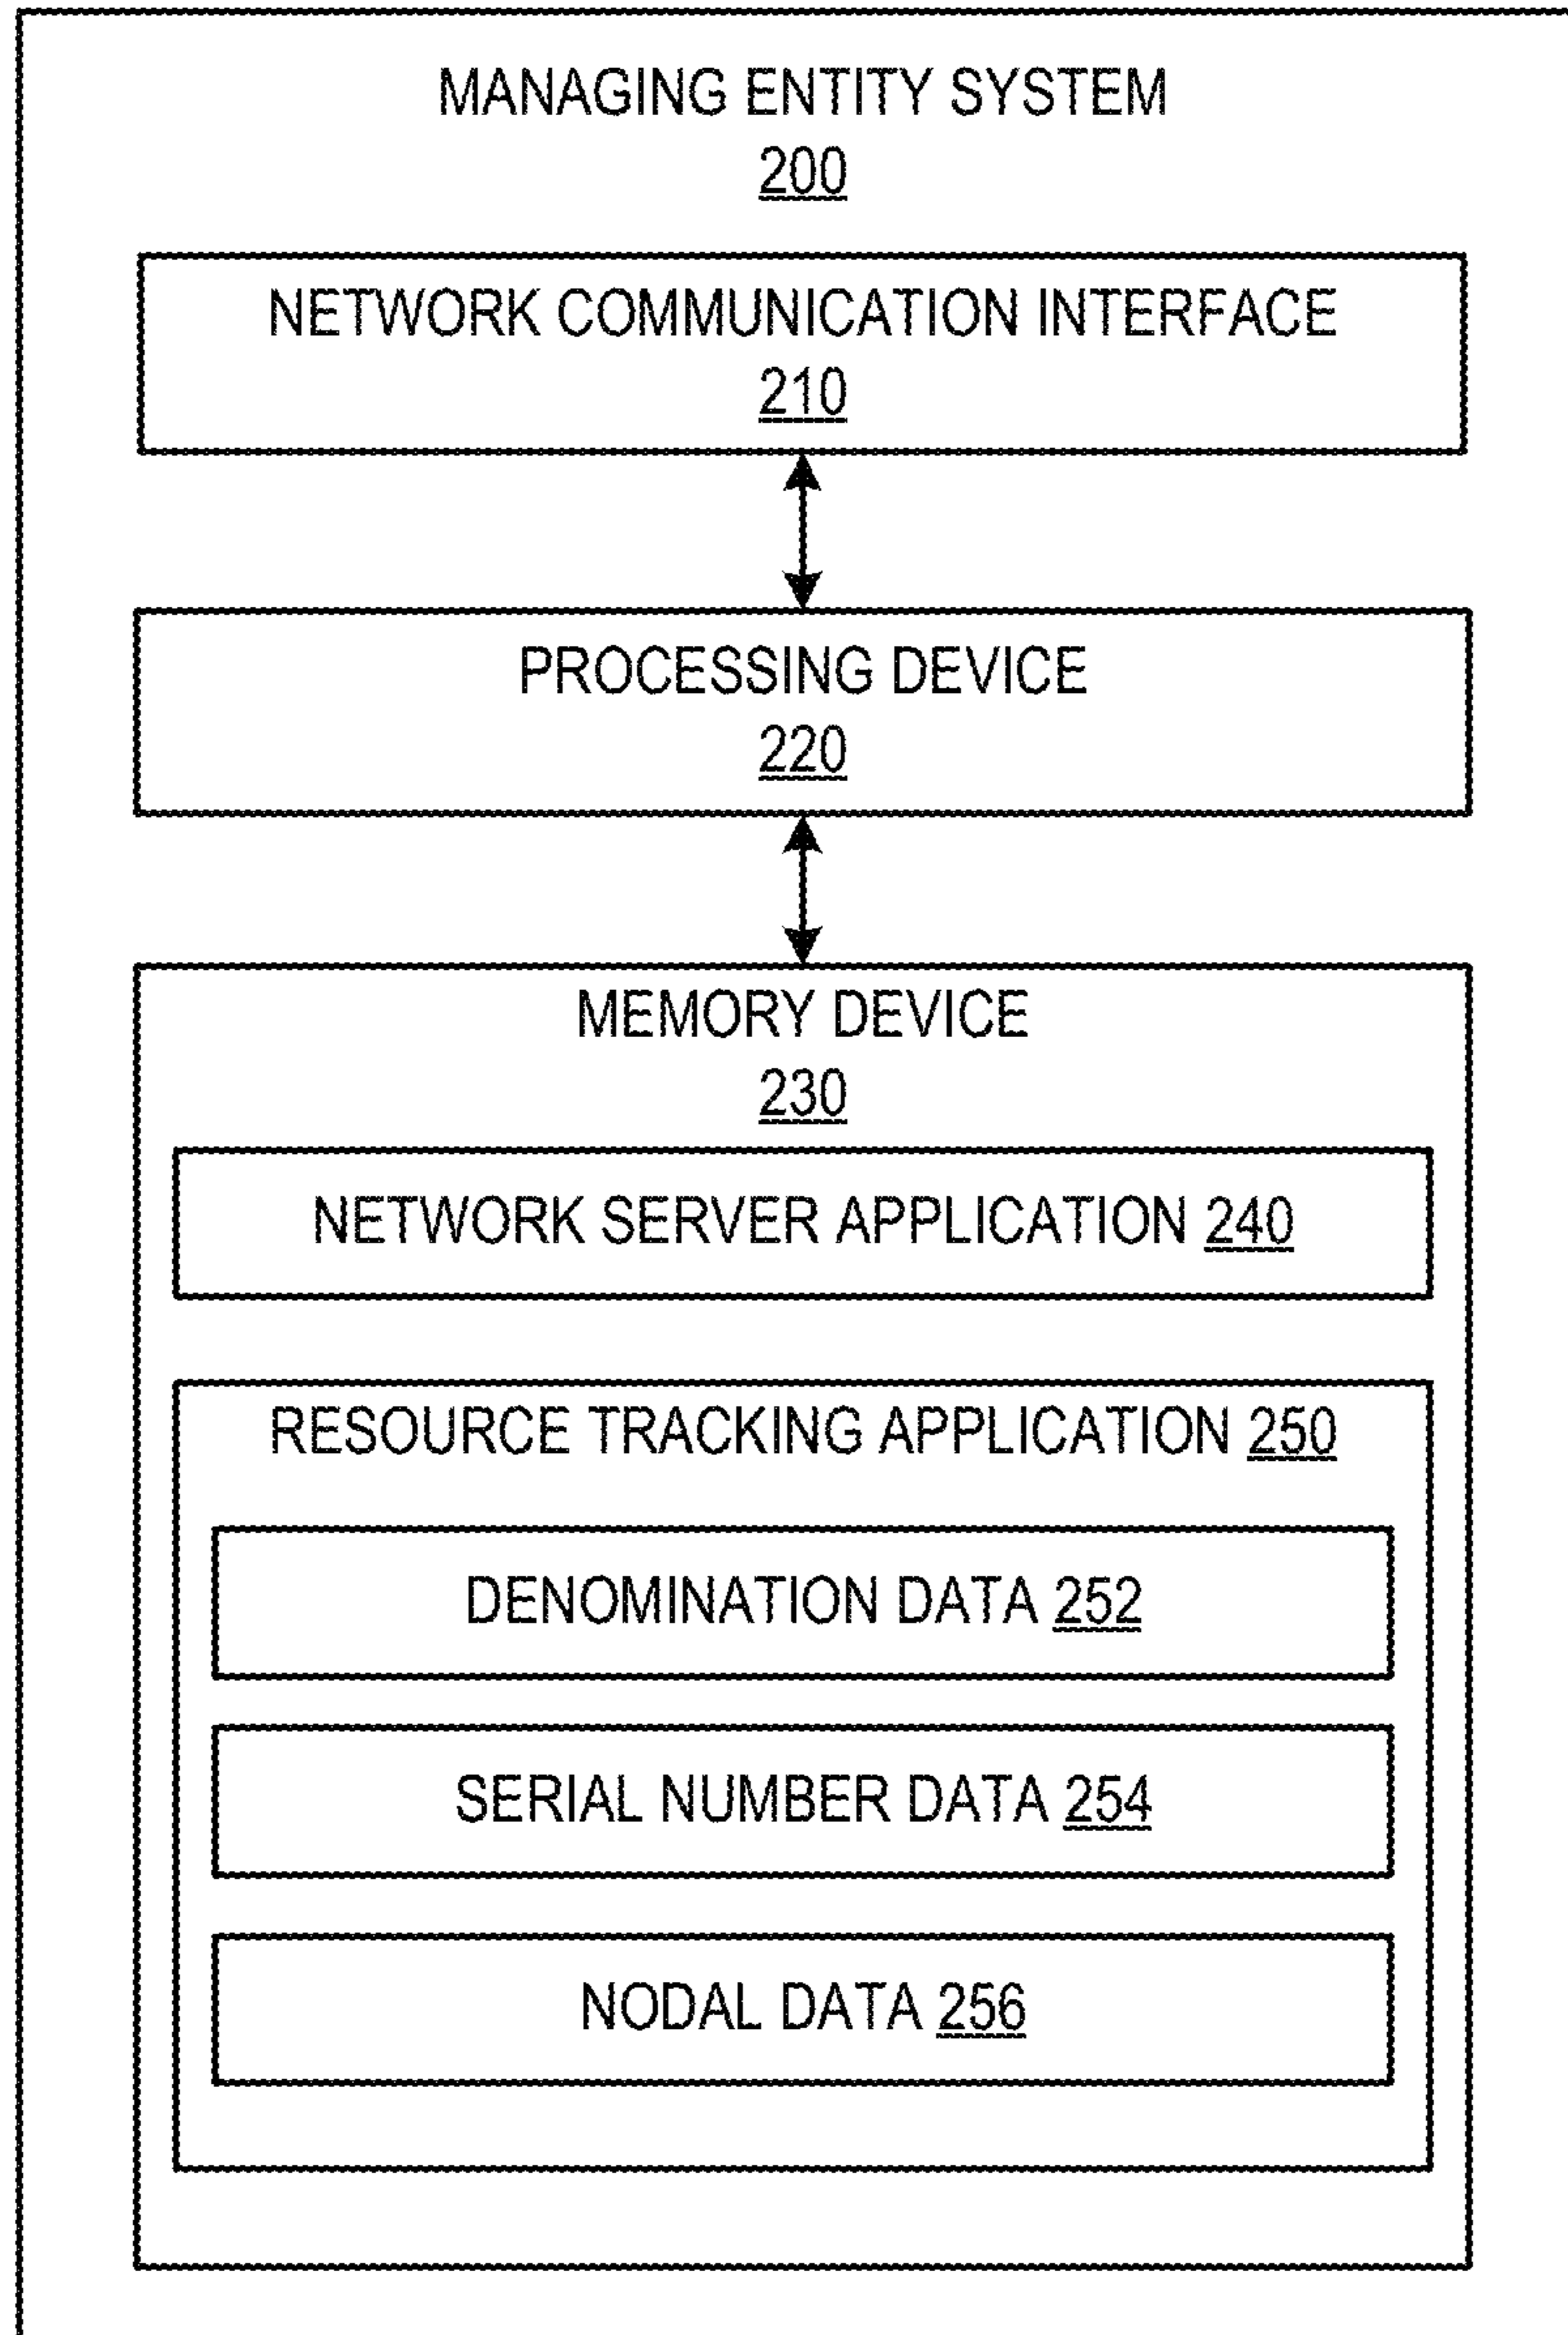 MANAGING ENTITY SYSTEM
200
NETWORK COMMUNICATION INTERFACE
210
PROCESSING DEVICE
220
MEMORY DEVICE
230
NETWORK SERVER APPLICATION 240
RESOURCE TRACKING APPLICATION 250
DENOMINATION DATA 252
SERIAL NUMBER DATA 254
NODAL DATA 256